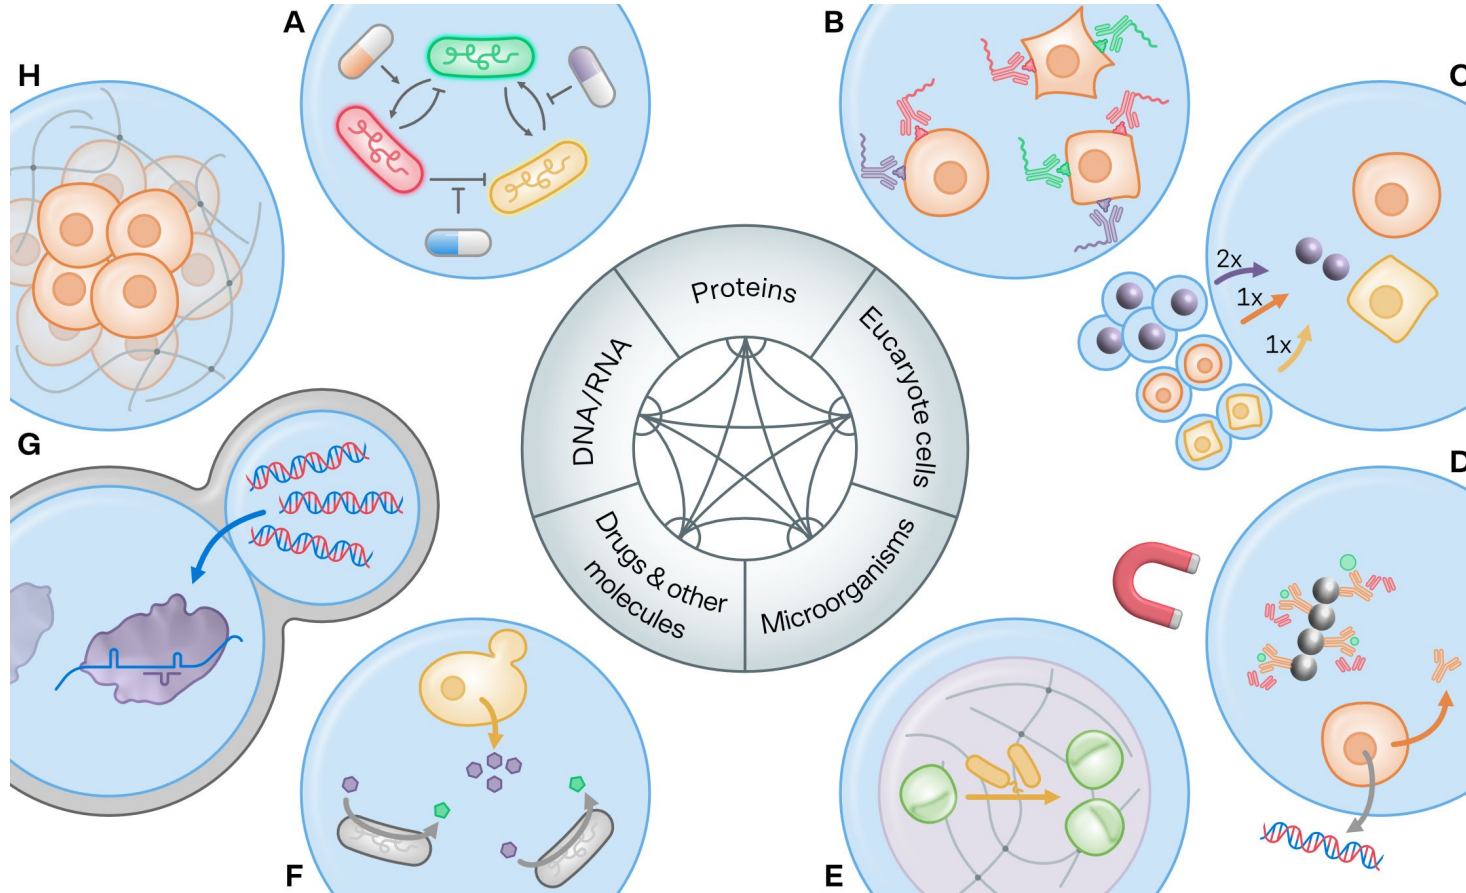 A
B
H
C
2x
1x
1x
Proteins
Eucaryote cells
DNA/RNA
Drugs & other
molecules
Microorganisms
G
D
F
E